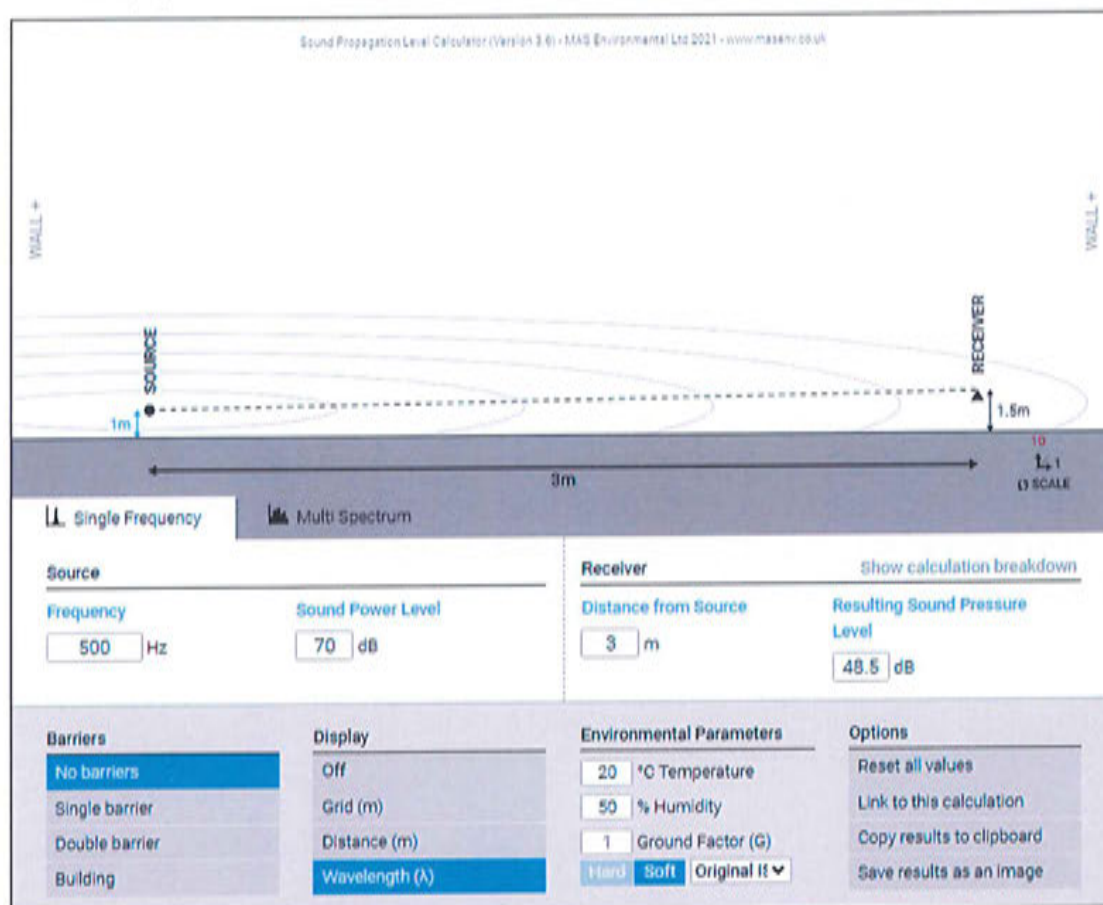 Sound Propagation Level Calculator (Version 3.6) - MAS Environmental Ltd 2021 - www.masenv.co.uk
WALL +
WALL +
SOURCE
RECEIVER
1m
1.5m
3m
10
1
SCALE
Single Frequency
Multi Spectrum
Source
Frequency
500 Hz
Sound Power Level
70 dB
Receiver
Show calculation breakdown
Distance from Source
3 m
Resulting Sound Pressure
Level
48.5 dB
Barriers
No barriers
Single barrier
Double barrier
Building
Display
Off
Grid (m)
Distance (m)
Wavelength (λ)
Environmental Parameters
20 °C Temperature
50 % Humidity
1 Ground Factor (G)
Hard Soft Original IS
Options
Reset all values
Link to this calculation
Copy results to clipboard
Save results as an image